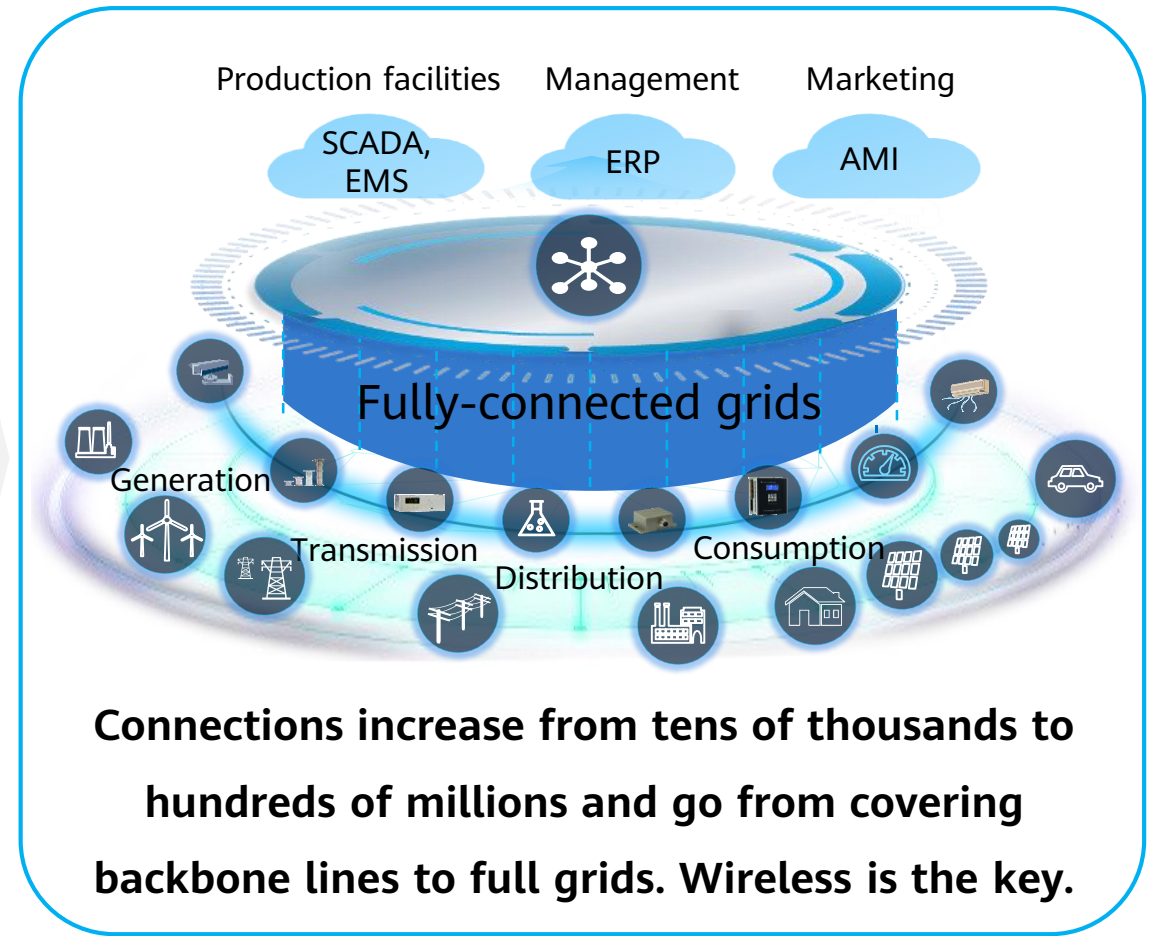 Production facilities
Management
Marketing
SCADA,
EMS
ERP
AMI
Fully-connected grids
Generation
Transmission
Consumption
Distribution
Connections increase from tens of thousands to
hundreds of millions and go from covering
backbone lines to full grids. Wireless is the key.